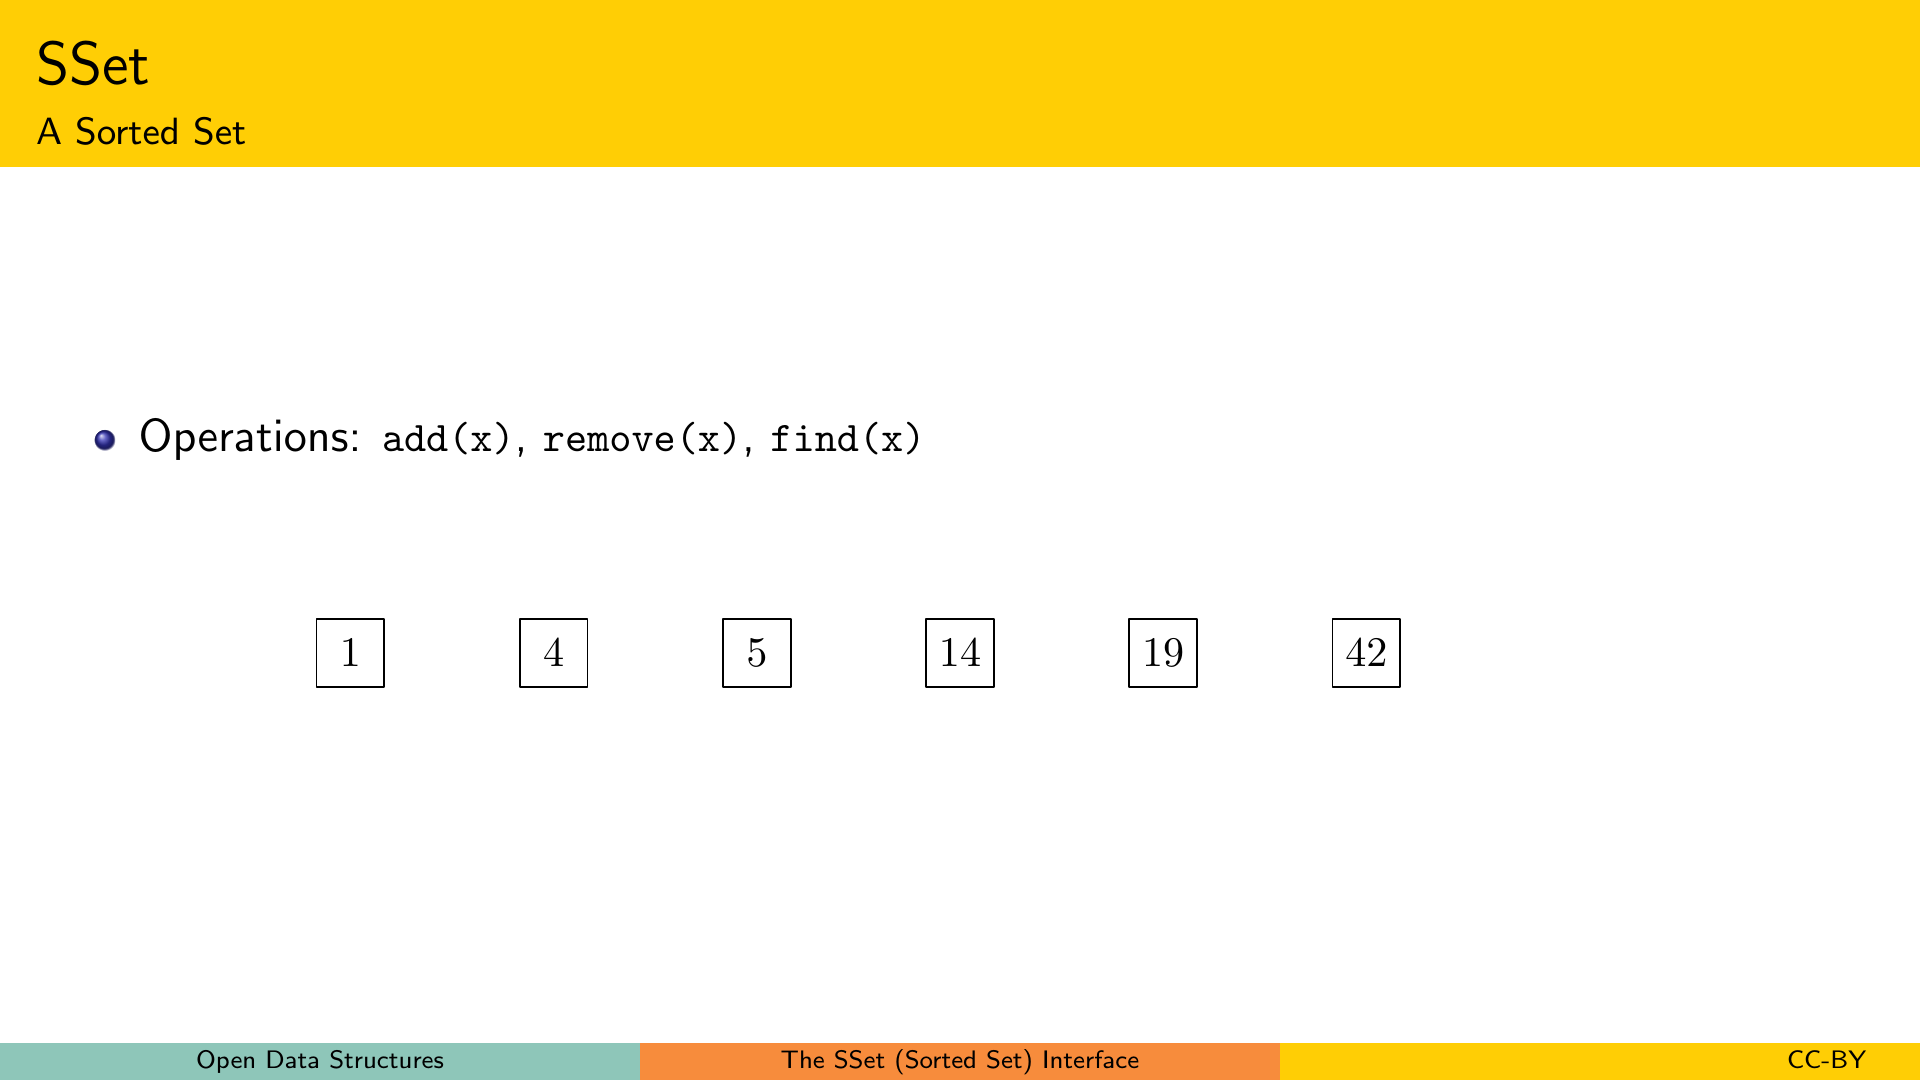 SSet
A Sorted Set
Operations: add(x), remove(x), find(x)
1 4 5 14 19 42
Open Data Structures The SSet (Sorted Set) Interface CC-BY